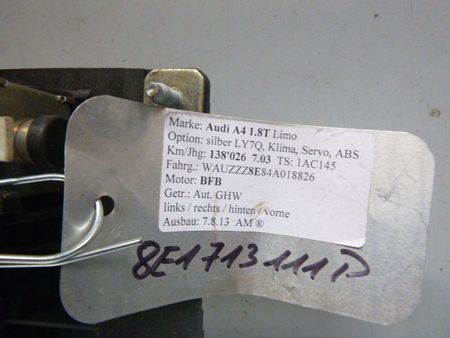 Marke: Audi A4 1.8T Limo
Option: silber LY7Q, Klima, Servo, ABS
Km/Jhg: 138'026 7.03 TS: 1AC145
Fahrg.: WAUZZZ8E84A018826
Motor: BFB
Getr.: Aut. GHW
links / rechts / hinten / vorne
Ausbau: 7.8.13 AM ®
8E1713111D